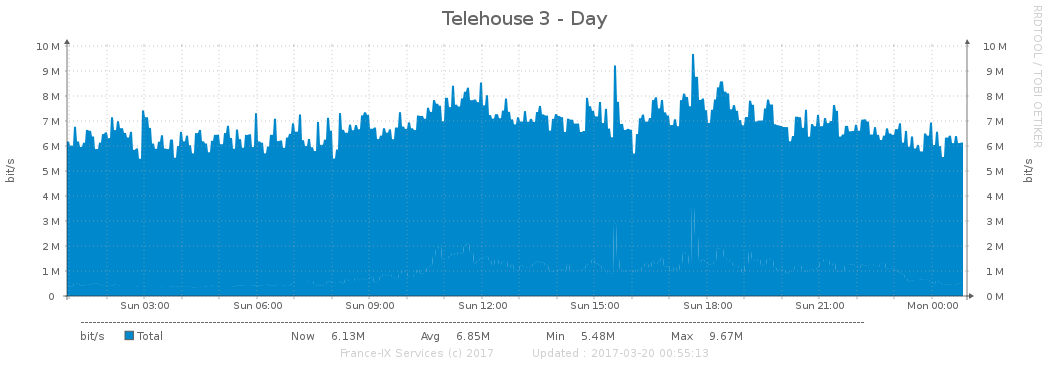 Telehouse 3 - Day
RRDTOOL / TOBI OETIKER
10 M 10 M
9 M 9 M
8 M 8 M
7 M 7 M
6 M 6 M
5 M 5 M
4 M 4 M
3 M 3 M
2 M 2 M
1 M 1 M
0 0 M
bit/s
bit/s
Sun 03:00 Sun 06:00 Sun 09:00 Sun 12:00 Sun 15:00 Sun 18:00 Sun 21:00 Mon 00:00
bit/s Total Now 6.13M Avg 6.85M Min 5.48M Max 9.67M
France-IX Services (c) 2017 Updated : 2017-03-20 00:55:13